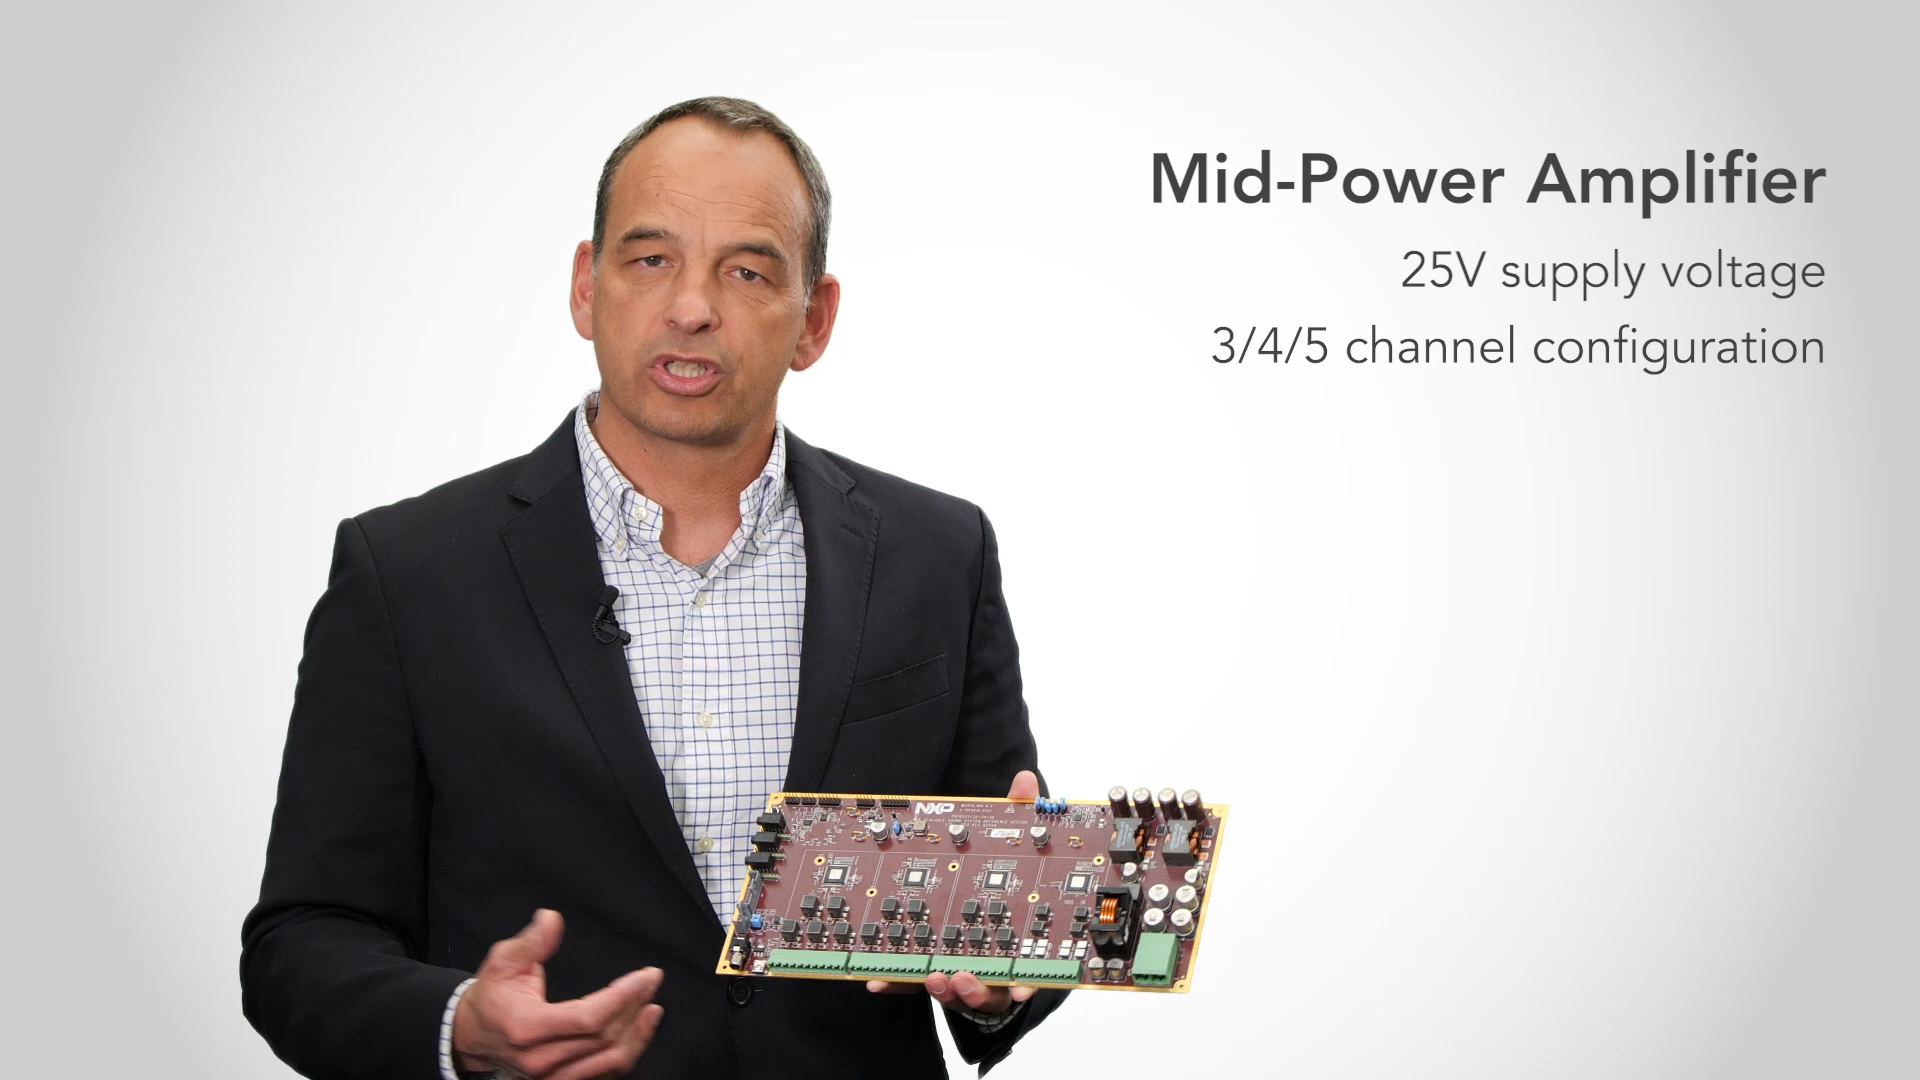 Mid-Power Amplifier
25V supply voltage
3/4/5 channel configuration
NXP